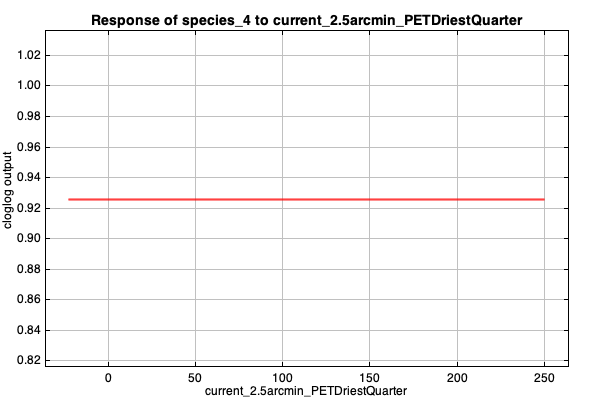 Response of species_4 to current_2.5arcmin_PETDriestQuarter
1.02
1.00
0.98
0.96
0.94
0.92
0.90
0.88
0.86
0.84
0.82
cloglog output
0 50 100 150 200 250
current_2.5arcmin_PETDriestQuarter